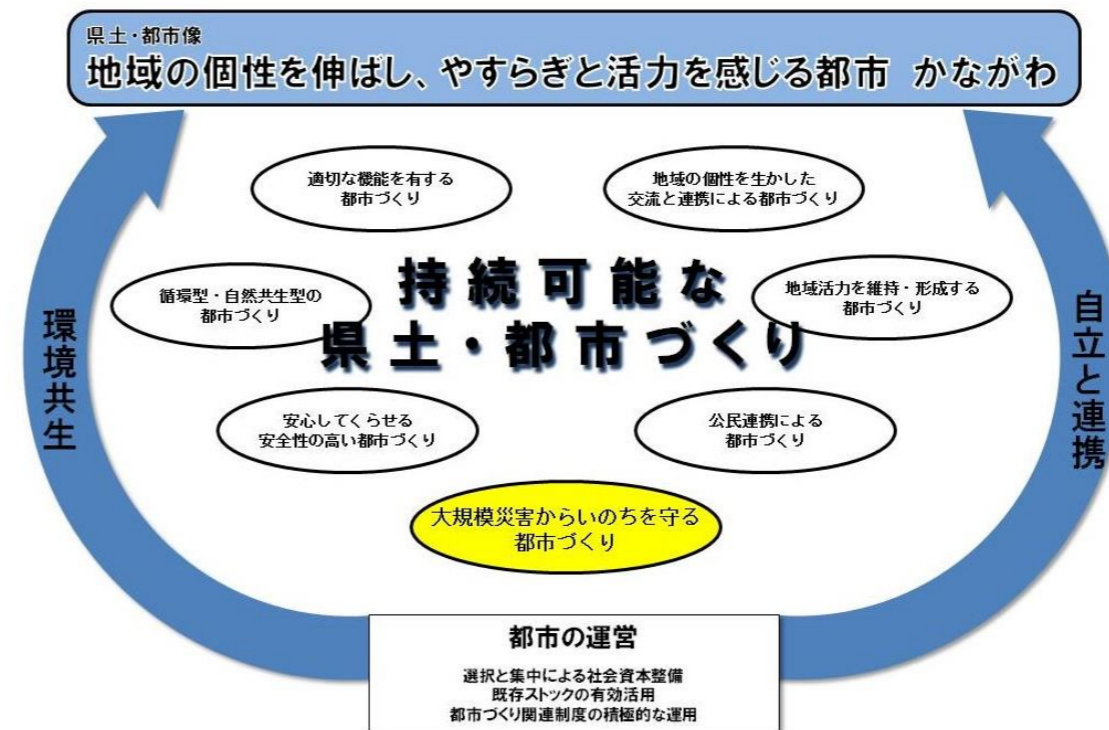 県土・都市像
地域の個性を伸ばし、やすらぎと活力を感じる都市 かながわ
適切な機能を有する
都市づくり
地域の個性を生かした
交流と連携による都市づくり
持続可能な
県土・都市づくり
循環型・自然共生型の
都市づくり
地域活力を維持・形成する
都市づくり
環境共生
自立と連携
安心してくらせる
安全性の高い都市づくり
公民連携による
都市づくり
大規模災害からいのちを守る
都市づくり
都市の運営
選択と集中による社会資本整備
既存ストックの有効活用
都市づくり関連制度の積極的な運用